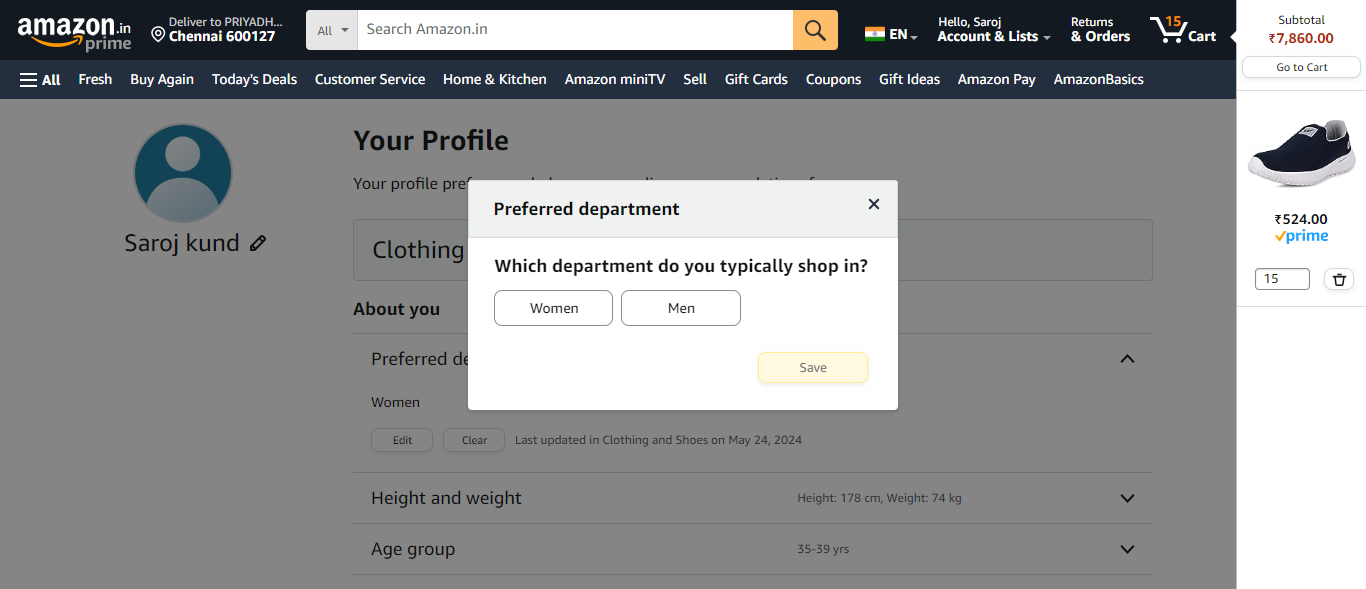 amazon.in
prime
Deliver to PRIYADH...
Chennai 600127
All
Search Amazon.in
EN
Hello, Saroj
Account & Lists
Returns
& Orders
15
Cart
All
Fresh
Buy Again
Today's Deals
Customer Service
Home & Kitchen
Amazon miniTV
Sell
Gift Cards
Coupons
Gift Ideas
Amazon Pay
AmazonBasics
Subtotal
₹7,860.00
Go to Cart
₹524.00
prime
15
Saroj kund
Your Profile
Your profile
Clothing
About you
Preferred
Women
Edit
Clear
Last updated in Clothing and Shoes on May 24, 2024
Height and weight
Height: 178 cm, Weight: 74 kg
Age group
35-39 yrs
Preferred department
Which department do you typically shop in?
Women
Men
Save